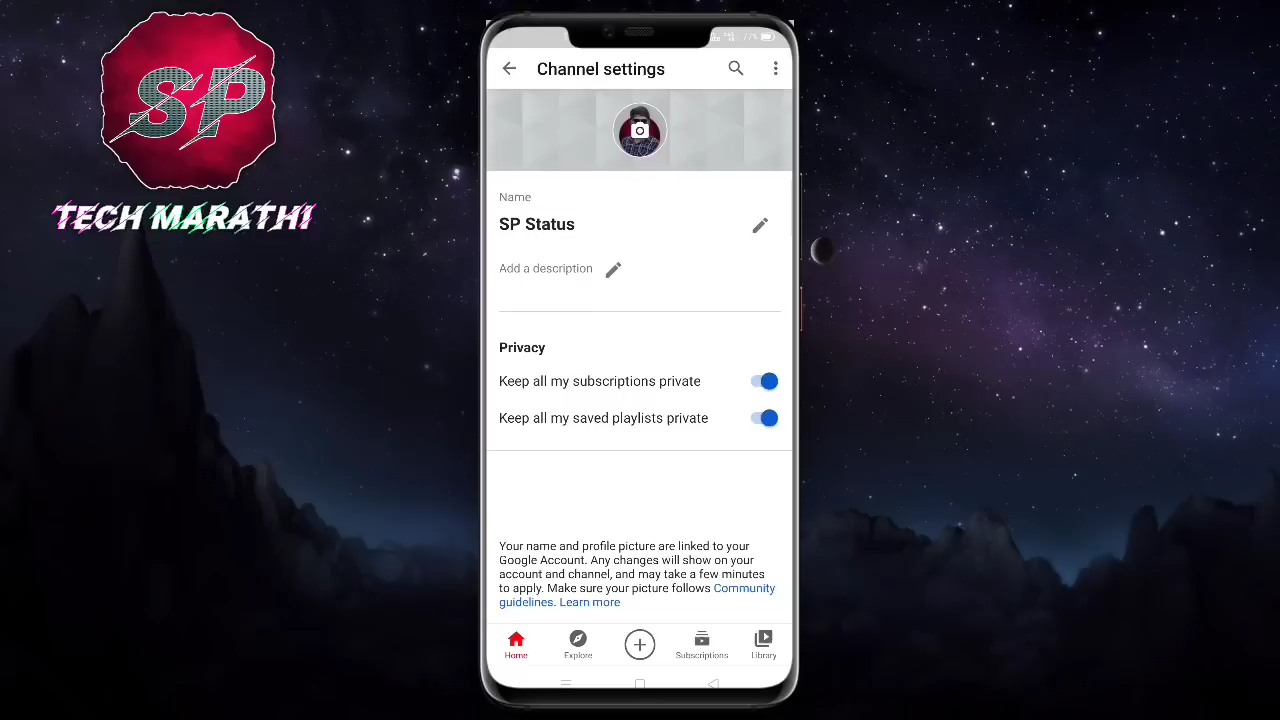 SP
TECH MARATHI
77%
Channel settings
Name
SP Status
Add a description
Privacy
Keep all my subscriptions private
Keep all my saved playlists private
Your name and profile picture are linked to your
Google Account. Any changes will show on your
account and channel, and may take a few minutes
to apply. Make sure your picture follows Community
guidelines. Learn more
Home
Explore
Subscriptions
Library